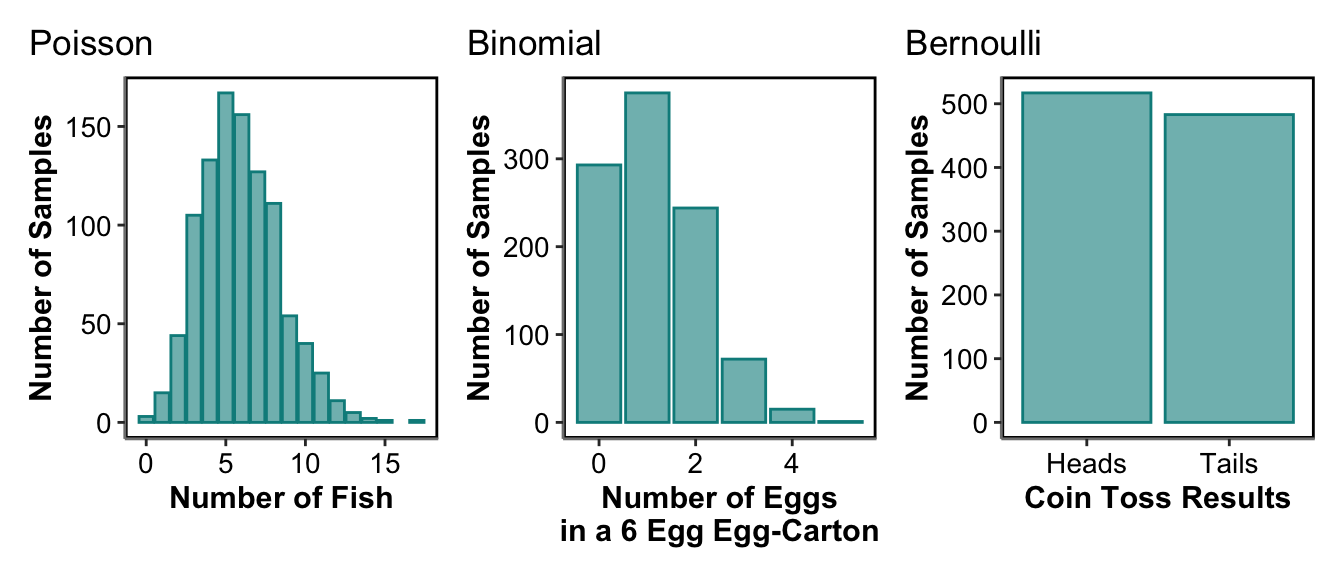 Poisson
Number of Samples
150
100
50
0
0 5 10 15
Number of Fish
Binomial
Number of Samples
300
200
100
0
0 2 4
Number of Eggs
in a 6 Egg Egg-Carton
Bernoulli
Number of Samples
500
400
300
200
100
0
Heads Tails
Coin Toss Results